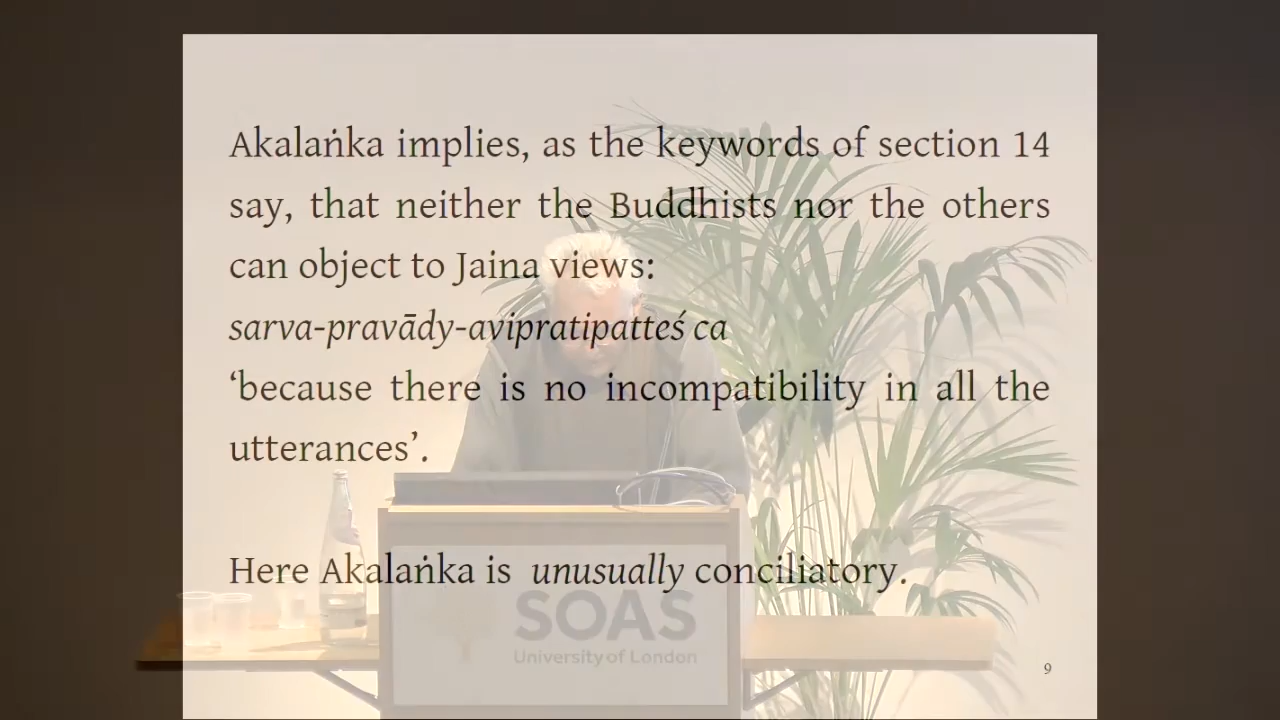 Akalaṅka implies, as the keywords of section 14
say, that neither the Buddhists nor the others
can object to Jaina views:
sarva-pravādy-avipratipatteś ca
‘because there is no incompatibility in all the
utterances’.
Here Akalaṅka is unusually conciliatory.
SOAS
University of London
9